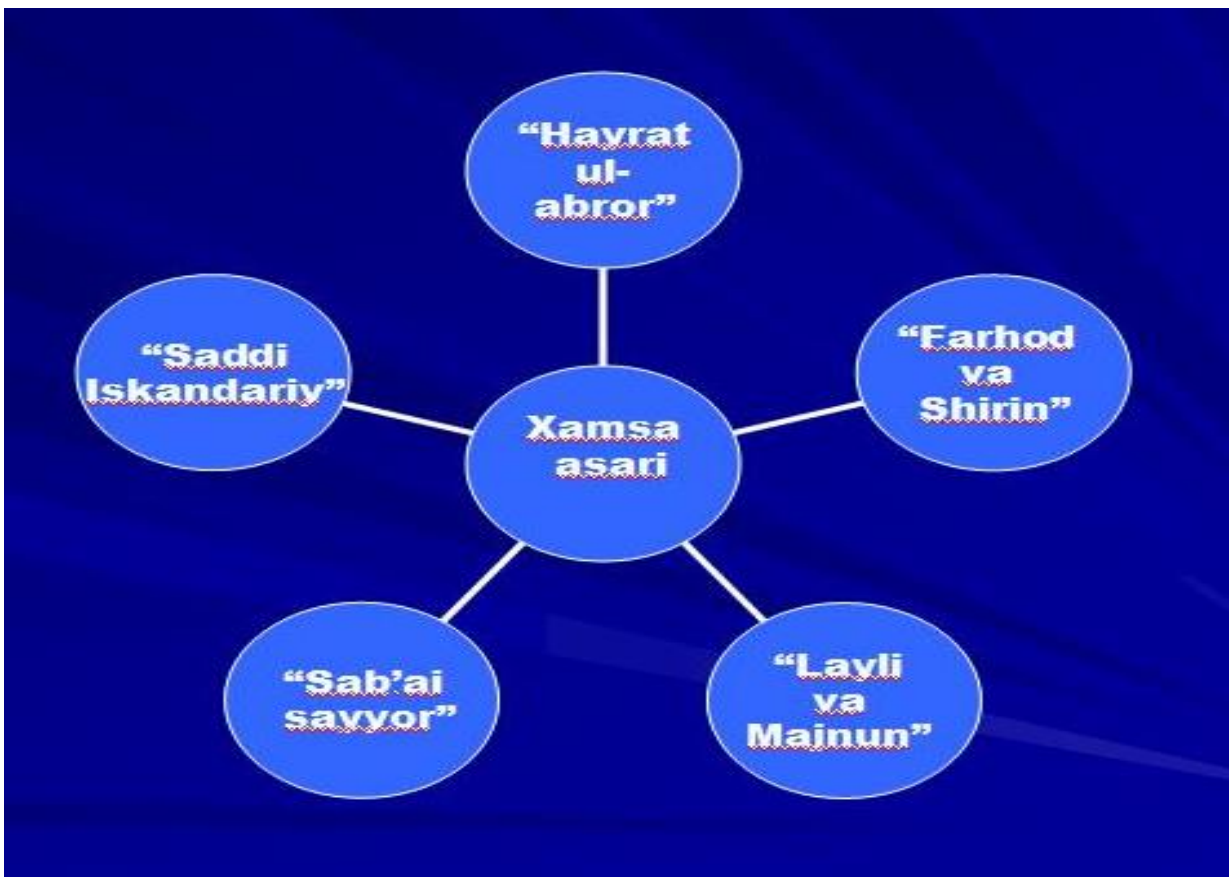 “Hayrat
ul-
abror”
“Saddi
Iskandariy”
“Farhod
va
Shirin”
Xamsa
asari
“Sab’ai
sayyor”
“Layli
va
Majnun”